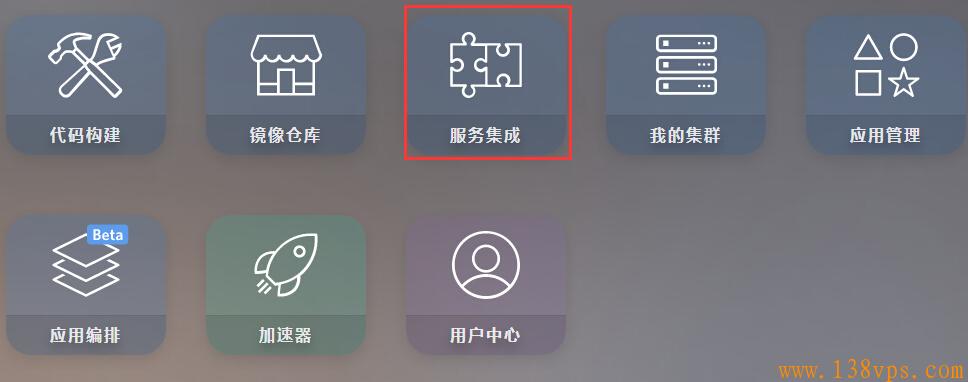 代码构建
镜像仓库
服务集成
我的集群
应用管理
Beta
应用编排
加速器
用户中心
www.138vps.com